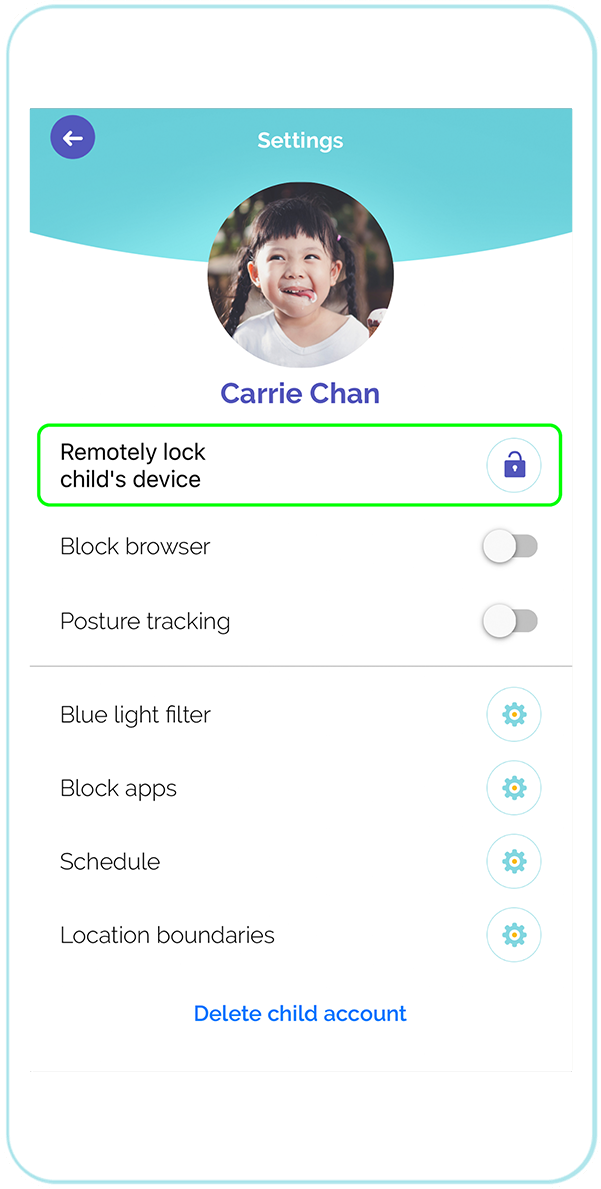 Settings
Carrie Chan
Remotely lock
child's device
Block browser
Posture tracking
Blue light filter
Block apps
Schedule
Location boundaries
Delete child account